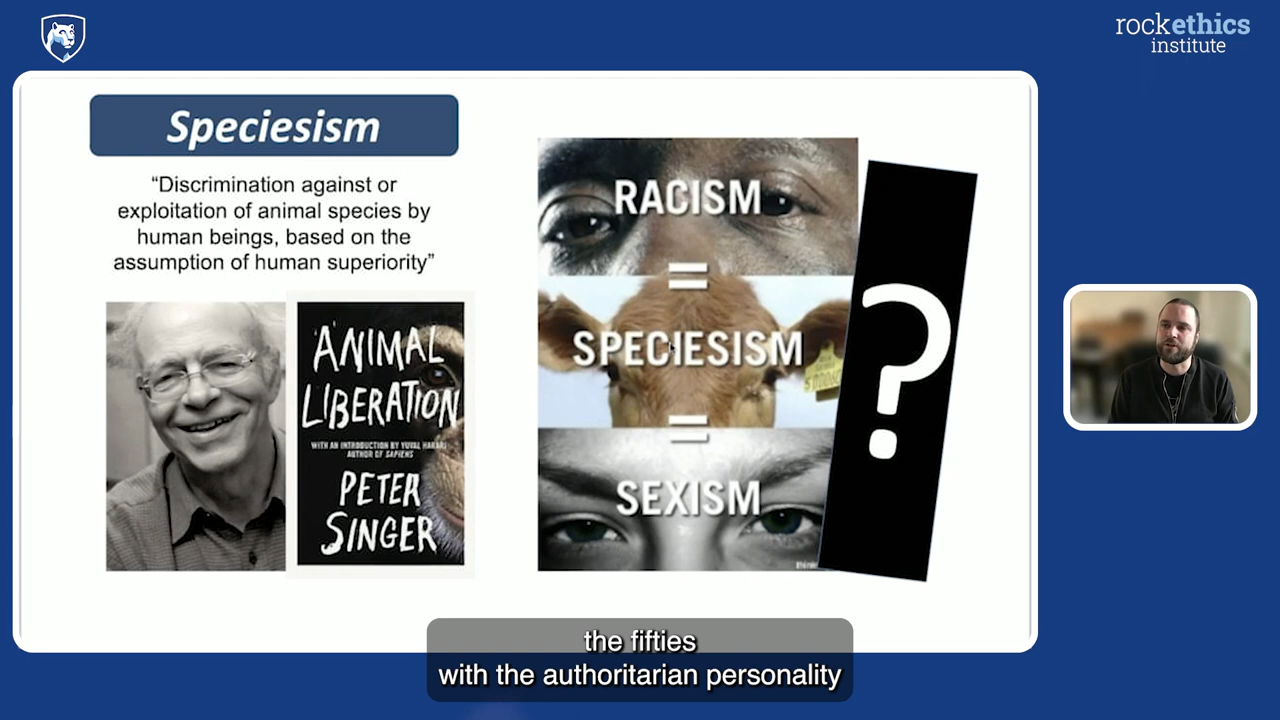 rockethics
institute
Speciesism
“Discrimination against or
exploitation of animal species by
human beings, based on the
assumption of human superiority”
ANIMAL
LIBERATION
WITH AN INTRODUCTION BY YUVAL HARARI,
AUTHOR OF SAPIENS
PETER
SINGER
RACISM
=
SPECIESISM
=
SEXISM
?
the fifties
with the authoritarian personality